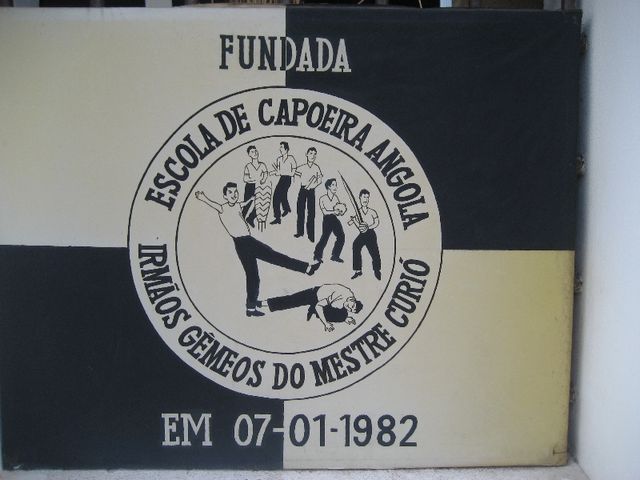 FUNDADA
ESCOLA DE CAPOEIRA ANGOLA
IRMÃOS GÊMEOS DO MESTRE CURIÓ
EM 07-01-1982